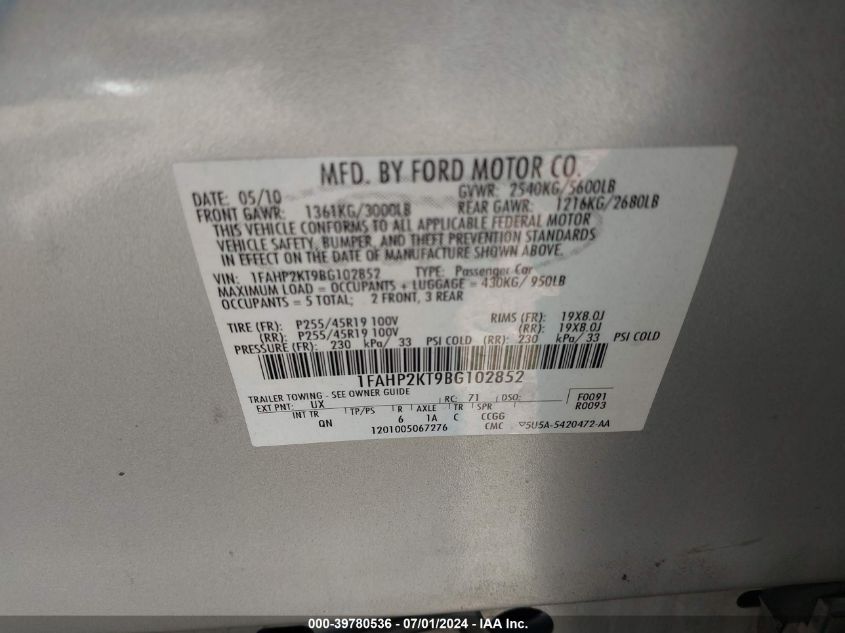 MFD. BY FORD MOTOR CO.
DATE: 05/10 GVWR: 2540KG/5600LB
FRONT GAWR: 1361KG/3000LB REAR GAWR: 1216KG/2680LB
THIS VEHICLE CONFORMS TO ALL APPLICABLE FEDERAL MOTOR
VEHICLE SAFETY, BUMPER, AND THEFT PREVENTION STANDARDS
IN EFFECT ON THE DATE OF MANUFACTURE SHOWN ABOVE.
VIN: 1FAHP2KT9BG102852 TYPE: Passenger Car
MAXIMUM LOAD = OCCUPANTS + LUGGAGE = 430KG/ 950LB
OCCUPANTS = 5 TOTAL; 2 FRONT, 3 REAR
TIRE (FR): P255/45R19 100V RIMS (FR): 19X8.0J
(RR): P255/45R19 100V (RR): 19X8.0J
PRESSURE (FR): 230 kPa/ 33 PSI COLD (RR): 230 kPa/ 33 PSI COLD
1FAHP2KT9BG102852
TRAILER TOWING - SEE OWNER GUIDE
EXT PNT: UX RC: 71 DSO: F0091
R0093
INT TR TP/PS R AXLE TR SPR
QN 6 1A C CCGG
1201005067276 CMC 5U5A-5420472-AA
000-39780536 - 07/01/2024 - IAA Inc.